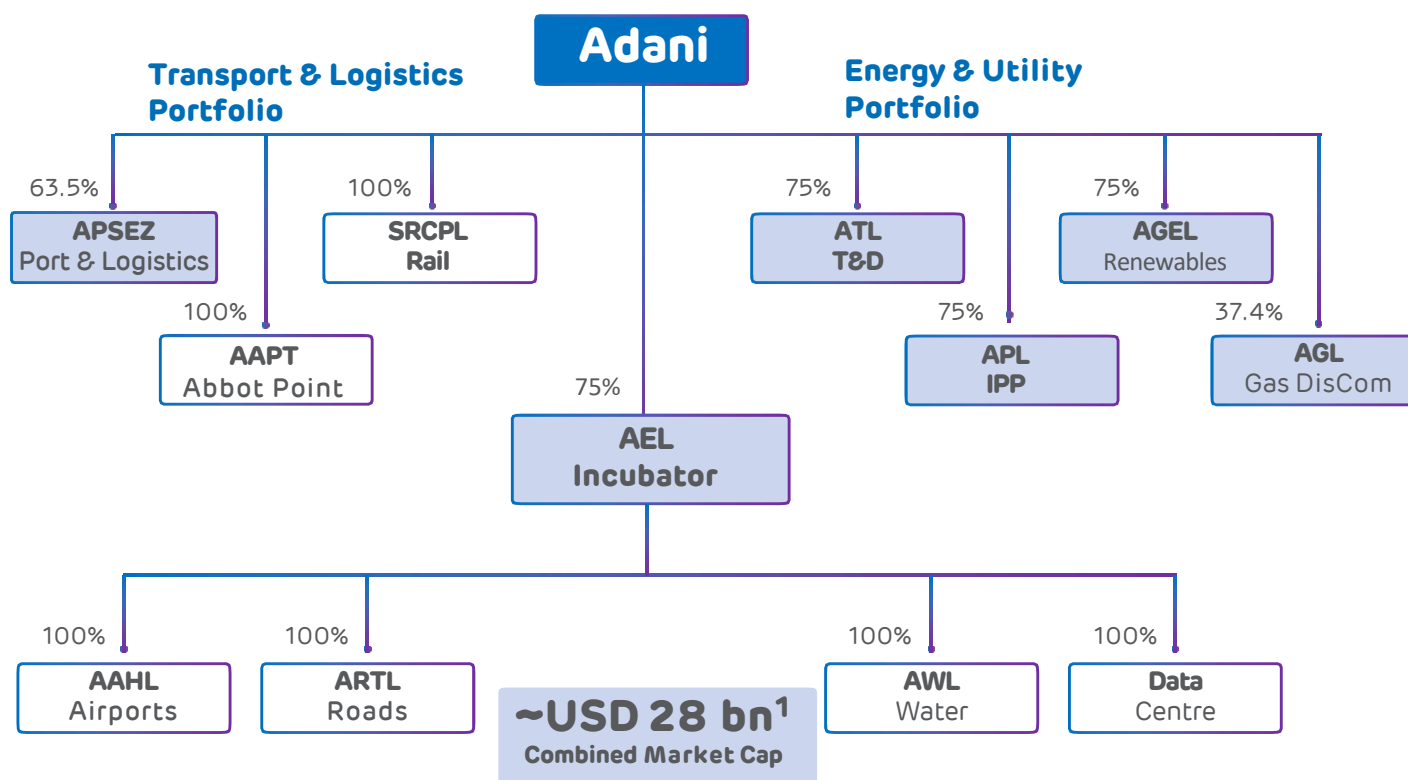 Adani
Transport & Logistics
Portfolio
Energy & Utility
Portfolio
63.5%
APSEZ
Port & Logistics
100%
SRCPL
Rail
100%
AAPT
Abbot Point
75%
ATL
T&D
75%
AGEL
Renewables
75%
APL
IPP
37.4%
AGL
Gas DisCom
75%
AEL
Incubator
100%
AAHL
Airports
100%
ARTL
Roads
100%
AWL
Water
100%
Data
Centre
~USD 28 bn¹
Combined Market Cap